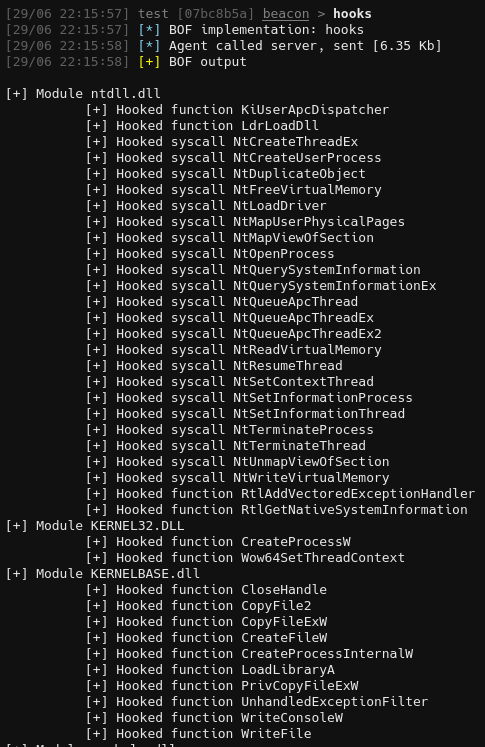 [29/06 22:15:57] test [07bc8b5a] beacon > hooks
[29/06 22:15:57] [*] BOF implementation: hooks
[29/06 22:15:58] [*] Agent called server, sent [6.35 Kb]
[29/06 22:15:58] [+] BOF output
[+] Module ntdll.dll
[+] Hooked function KiUserApcDispatcher
[+] Hooked function LdrLoadDll
[+] Hooked syscall NtCreateThreadEx
[+] Hooked syscall NtCreateUserProcess
[+] Hooked syscall NtDuplicateObject
[+] Hooked syscall NtFreeVirtualMemory
[+] Hooked syscall NtLoadDriver
[+] Hooked syscall NtMapUserPhysicalPages
[+] Hooked syscall NtMapViewOfSection
[+] Hooked syscall NtOpenProcess
[+] Hooked syscall NtQuerySystemInformation
[+] Hooked syscall NtQuerySystemInformationEx
[+] Hooked syscall NtQueueApcThread
[+] Hooked syscall NtQueueApcThreadEx
[+] Hooked syscall NtQueueApcThreadEx2
[+] Hooked syscall NtReadVirtualMemory
[+] Hooked syscall NtResumeThread
[+] Hooked syscall NtSetContextThread
[+] Hooked syscall NtSetInformationProcess
[+] Hooked syscall NtSetInformationThread
[+] Hooked syscall NtTerminateProcess
[+] Hooked syscall NtTerminateThread
[+] Hooked syscall NtUnmapViewOfSection
[+] Hooked syscall NtWriteVirtualMemory
[+] Hooked function RtlAddVectoredExceptionHandler
[+] Hooked function RtlGetNativeSystemInformation
[+] Module KERNEL32.DLL
[+] Hooked function CreateProcessW
[+] Hooked function Wow64SetThreadContext
[+] Module KERNELBASE.dll
[+] Hooked function CloseHandle
[+] Hooked function CopyFile2
[+] Hooked function CopyFileExW
[+] Hooked function CreateFileW
[+] Hooked function CreateProcessInternalW
[+] Hooked function LoadLibraryA
[+] Hooked function PrivCopyFileExW
[+] Hooked function UnhandledExceptionFilter
[+] Hooked function WriteConsoleW
[+] Hooked function WriteFile